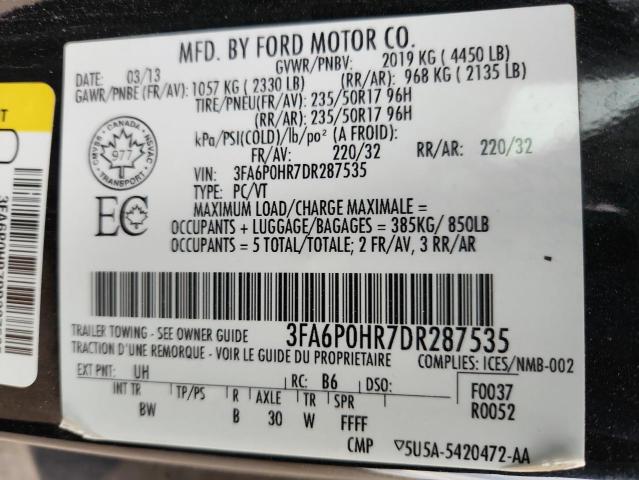 MFD. BY FORD MOTOR CO.
DATE: 03/13 GVWR/PNBV: 2019 KG ( 4450 LB)
GAWR/PNBE (FR/AV): 1057 KG ( 2330 LB) (RR/AR): 968 KG ( 2135 LB)
TIRE/PNEU(FR/AV): 235/50R17 96H
(RR/AR): 235/50R17 96H
kPa/PSI(COLD)/lb/po² (A FROID):
FR/AV: 220/32 RR/AR: 220/32
VIN: 3FA6P0HR7DR287535
TYPE: PC/VT
MAXIMUM LOAD/CHARGE MAXIMALE =
OCCUPANTS + LUGGAGE/BAGAGES = 385KG/ 850LB
OCCUPANTS = 5 TOTAL/TOTALE; 2 FR/AV, 3 RR/AR
CMVSS CANADA NSVAC
977
TRANSPORT
EC
TRAILER TOWING - SEE OWNER GUIDE 3FA6P0HR7DR287535
TRACTION D'UNE REMORQUE - VOIR LE GUIDE DU PROPRIETAIRE COMPLIES: ICES/NMB-002
EXT PNT: UH RC: B6 DSO: F0037
INT TR TP/PS R AXLE TR SPR R0052
BW B 30 W FFFF
CMP ▽5U5A-5420472-AA
T